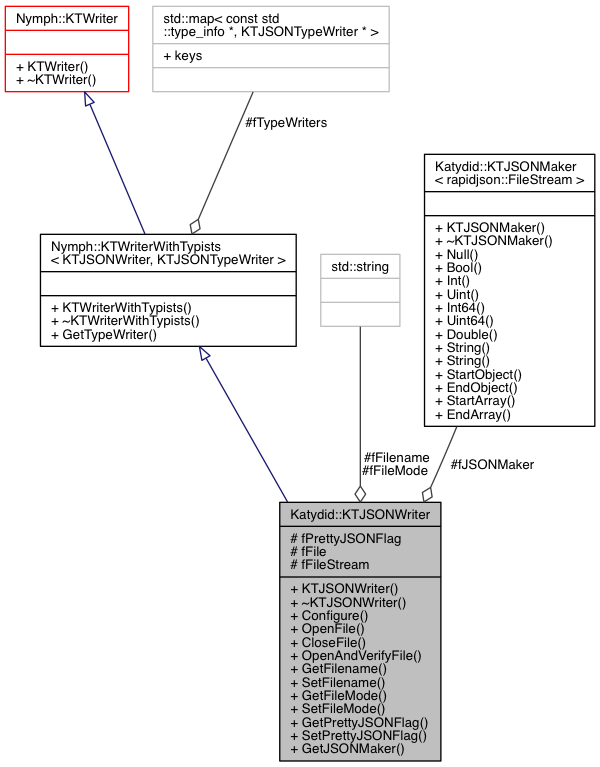 Nymph::KTWriter
+ KTWriter()
+ ~KTWriter()
std::map< const std
::type_info *, KTJSONTypeWriter * >
+ keys
#fTypeWriters
Katydid::KTJSONMaker
< rapidjson::FileStream >
+ KTJSONMaker()
+ ~KTJSONMaker()
+ Null()
+ Bool()
+ Int()
+ Uint()
+ Int64()
+ Uint64()
+ Double()
+ String()
+ String()
+ StartObject()
+ EndObject()
+ StartArray()
+ EndArray()
Nymph::KTWriterWithTypists
< KTJSONWriter, KTJSONTypeWriter >
+ KTWriterWithTypists()
+ ~KTWriterWithTypists()
+ GetTypeWriter()
std::string
#fFilename
#fFileMode
#fJSONMaker
Katydid::KTJSONWriter
# fPrettyJSONFlag
# fFile
# fFileStream
+ KTJSONWriter()
+ ~KTJSONWriter()
+ Configure()
+ OpenFile()
+ CloseFile()
+ OpenAndVerifyFile()
+ GetFilename()
+ SetFilename()
+ GetFileMode()
+ SetFileMode()
+ GetPrettyJSONFlag()
+ SetPrettyJSONFlag()
+ GetJSONMaker()